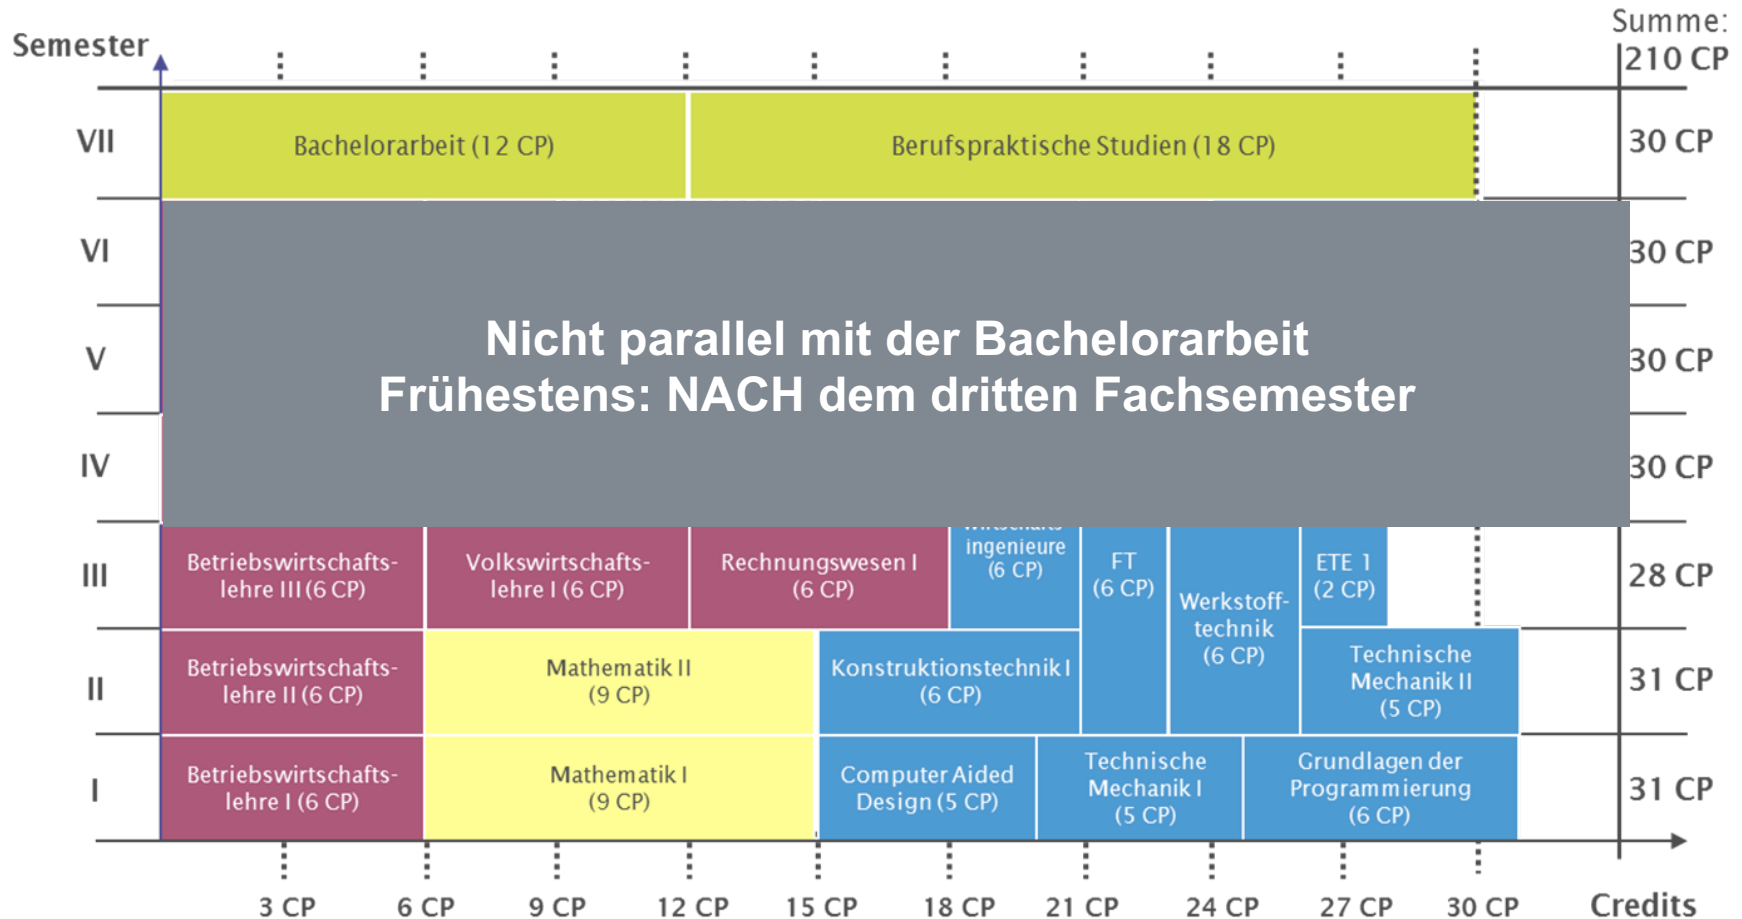 Summe:
Semester
210 CP
VII
Bachelorarbeit (12 CP)
Berufspraktische Studien (18 CP)
30 CP
VI
30 CP
Nicht parallel mit der Bachelorarbeit
Frühestens: NACH dem dritten Fachsemester
V
30 CP
IV
30 CP
III
Betriebswirtschafts-
lehre III (6 CP)
Volkswirtschafts-
lehre I (6 CP)
Rechnungswesen I
(6 CP)
ingenieure
(6 CP)
FT
(6 CP)
Werkstoff-
technik
(6 CP)
ETE 1
(2 CP)
28 CP
II
Betriebswirtschafts-
lehre II (6 CP)
Mathematik II
(9 CP)
Konstruktionstechnik I
(6 CP)
Technische
Mechanik II
(5 CP)
31 CP
I
Betriebswirtschafts-
lehre I (6 CP)
Mathematik I
(9 CP)
Computer Aided
Design (5 CP)
Technische
Mechanik I
(5 CP)
Grundlagen der
Programmierung
(6 CP)
31 CP
3 CP
6 CP
9 CP
12 CP
15 CP
18 CP
21 CP
24 CP
27 CP
30 CP
Credits